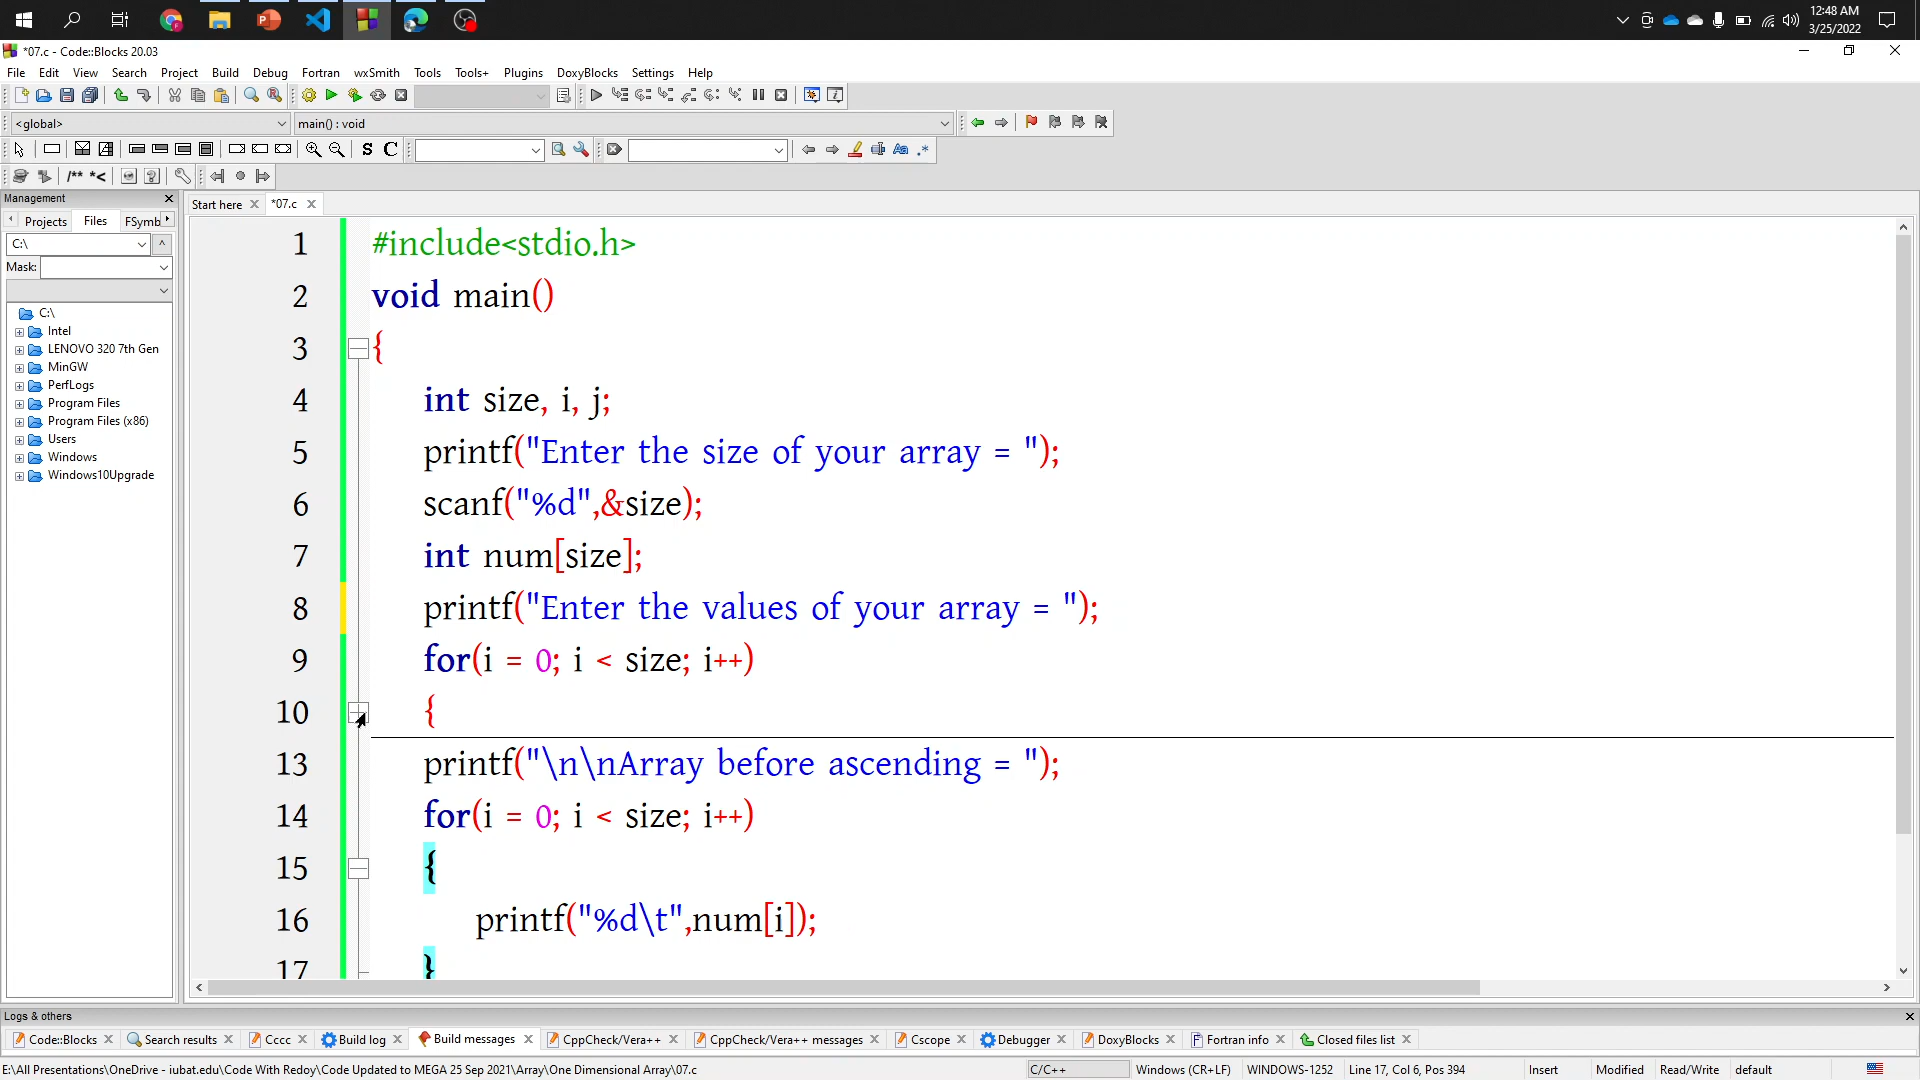 12:48 AM
3/25/2022
*07.c - Code::Blocks 20.03
File Edit View Search Project Build Debug Fortran wxSmith Tools Tools+ Plugins DoxyBlocks Settings Help
<global> main() : void
S C
/** *<
Management
Projects Files FSymb
Start here *07.c
C:\
Mask:
C:\
Intel
LENOVO 320 7th Gen
MinGW
PerfLogs
Program Files
Program Files (x86)
Users
Windows
Windows10Upgrade
1 #include<stdio.h>
2 void main()
3 {
4 int size, i, j;
5 printf("Enter the size of your array = ");
6 scanf("%d",&size);
7 int num[size];
8 printf("Enter the values of your array = ");
9 for(i = 0; i < size; i++)
10 {
13 printf("\n\nArray before ascending = ");
14 for(i = 0; i < size; i++)
15 {
16 printf("%d\t",num[i]);
17 }
Logs & others
Code::Blocks Search results Cccc Build log Build messages CppCheck/Vera++ CppCheck/Vera++ messages Cscope Debugger DoxyBlocks Fortran info Closed files list
E:\All Presentations\OneDrive - iubat.edu\Code With Redoy\Code Updated to MEGA 25 Sep 2021\Array\One Dimensional Array\07.c C/C++ Windows (CR+LF) WINDOWS-1252 Line 17, Col 6, Pos 394 Insert Modified Read/Write default